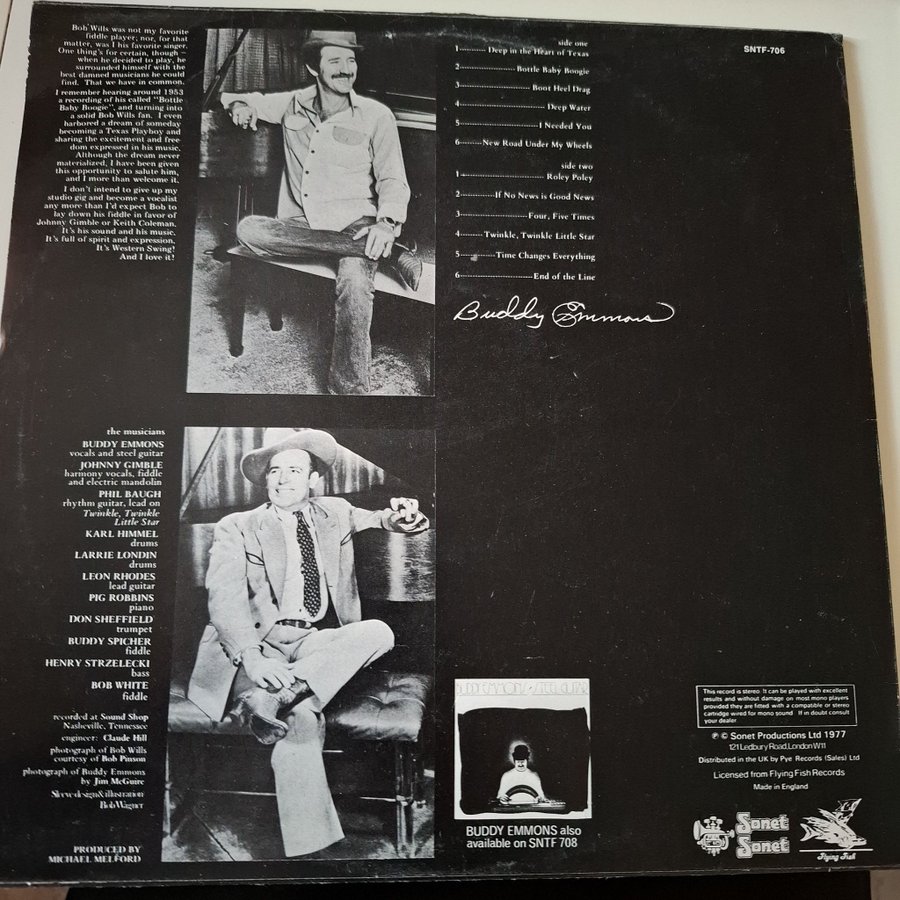 Bob Wills was not my favorite
fiddle player; nor, for that
matter, was I his favorite singer.
One thing's for certain, though –
when he decided to play, he
surrounded himself with the
best damned musicians he could
find. That we have in common.
I remember hearing around 1953
a recording of his called "Bottle
Baby Boogie", and turning into
a solid Bob Wills fan. I even
harbored a dream of someday
becoming a Texas Playboy and
sharing the excitement and free
dom expressed in his music.
Although the dream never
materialized, I have been given
this opportunity to salute him,
and I more than welcome it.
I don't intend to give up my
studio gig and become a vocalist
any more than I'd expect Bob to
lay down his fiddle in favor of
Johnny Gimble or Keith Coleman.
It's his sound and his music.
It's full of spirit and expression.
It's Western Swing!
And I love it!
side one
1 Deep in the Heart of Texas
2 Bottle Baby Boogie
3 Boot Heel Drag
4 Deep Water
5 I Needed You
6 New Road Under My Wheels
side two
1 Roley Poley
2 If No News is Good News
3 Four, Five Times
4 Twinkle, Twinkle Little Star
5 Time Changes Everything
6 End of the Line
Buddy Emmons
SNTF-706
the musicians
BUDDY EMMONS
vocals and steel guitar
JOHNNY GIMBLE
harmony vocals, fiddle
and electric mandolin
PHIL BAUGH
rhythm guitar, lead on
Twinkle, Twinkle
Little Star
KARL HIMMEL
drums
LARRIE LONDIN
drums
LEON RHODES
lead guitar
PIG ROBBINS
piano
DON SHEFFIELD
trumpet
BUDDY SPICHER
fiddle
HENRY STRZELECKI
bass
BOB WHITE
fiddle
recorded at Sound Shop
Nashville, Tennessee
engineer: Claude Hill
photograph of Bob Wills
courtesy of Bob Pinson
photograph of Buddy Emmons
by Jim McGuire
Sleeve design & illustration
Bob Wagner
PRODUCED BY
MICHAEL MELFORD
BUDDY EMMONS STEEL GUITAR
BUDDY EMMONS also
available on SNTF 708
This record is stereo. It can be played with excellent
results and without damage on most mono players
provided they are fitted with a compatible or stereo
cartridge wired for mono sound. If in doubt consult
your dealer.
℗ © Sonet Productions Ltd 1977
121 Ledbury Road, London W11
Distributed in the UK by Pye Records (Sales) Ltd
Licensed from Flying Fish Records
Made in England
Sonet
Sonet
Flying Fish